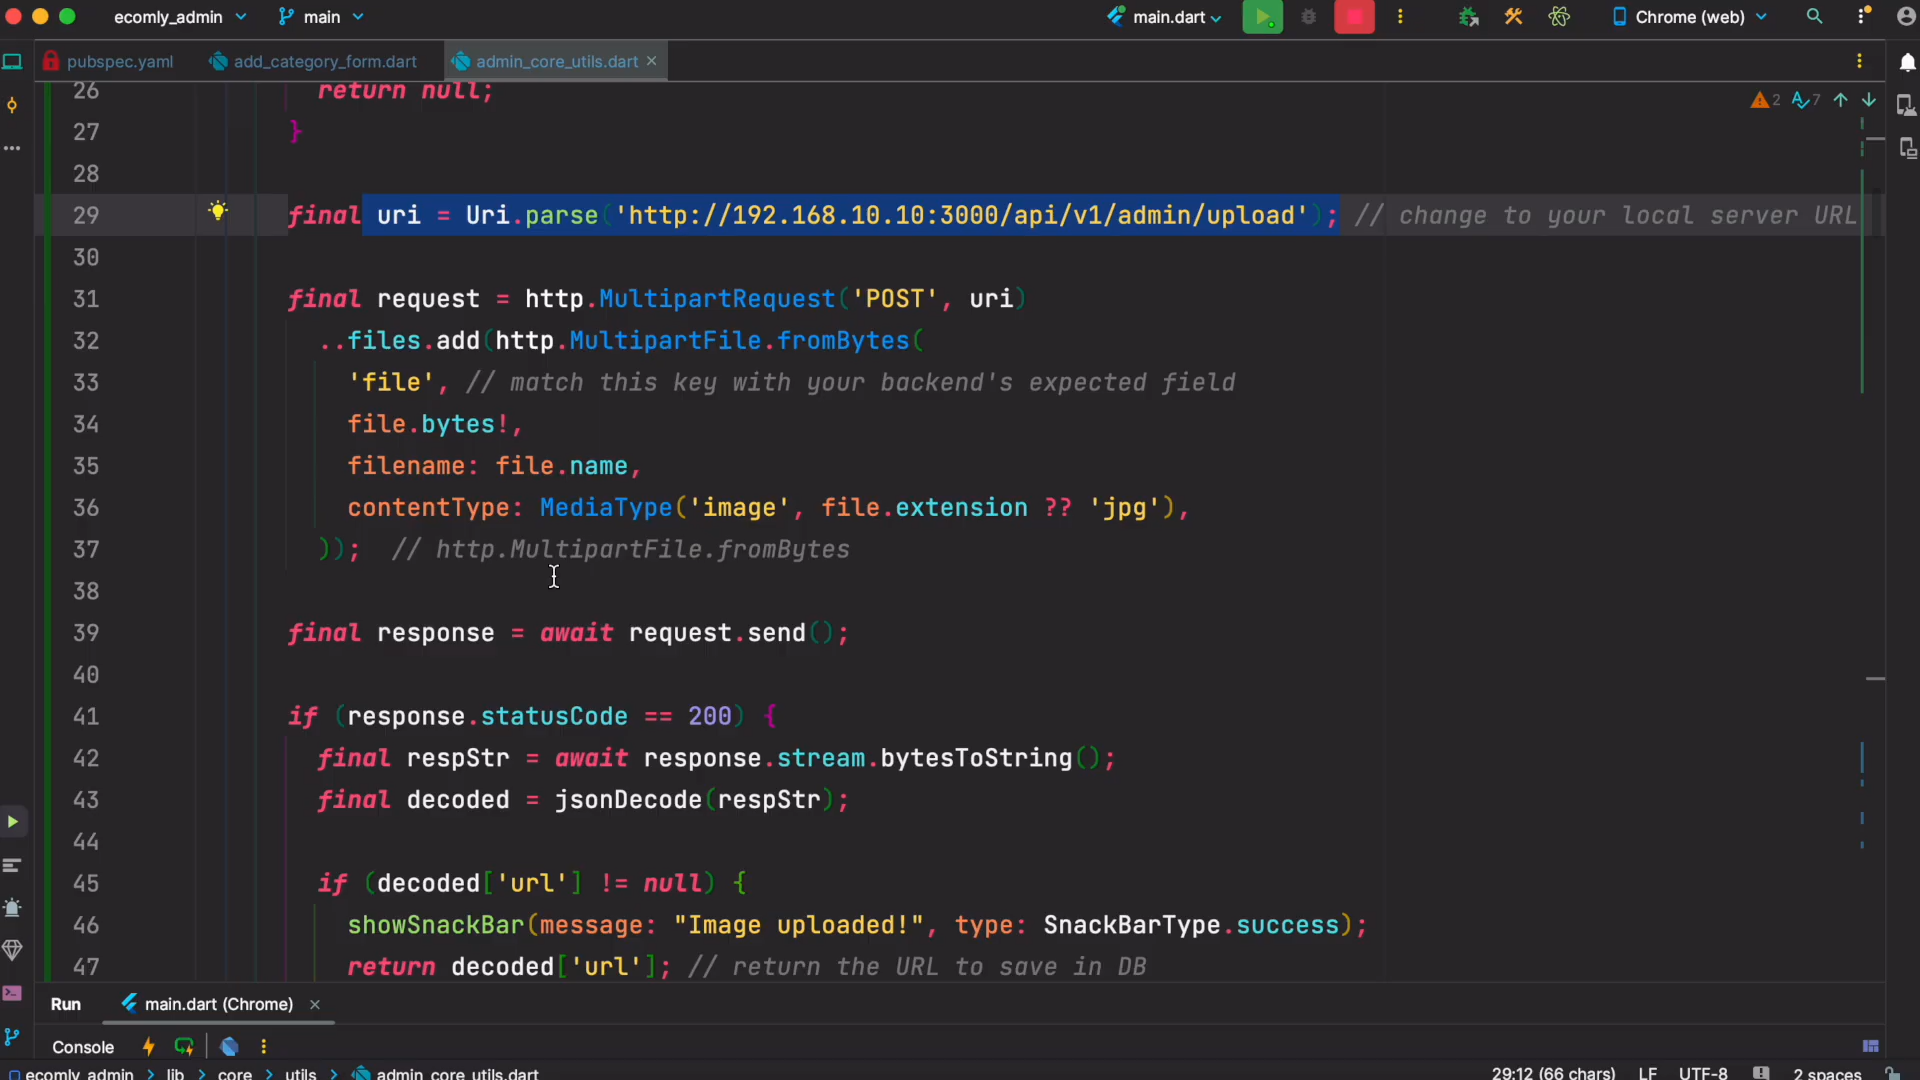 ecomly_admin main main.dart Chrome (web)
pubspec.yaml add_category_form.dart admin_core_utils.dart
26 return null;
27 }
28
29 final uri = Uri.parse('http://192.168.10.10:3000/api/v1/admin/upload'); // change to your local server URL
30
31 final request = http.MultipartRequest('POST', uri)
32 ..files.add(http.MultipartFile.fromBytes(
33 'file', // match this key with your backend's expected field
34 file.bytes!,
35 filename: file.name,
36 contentType: MediaType('image', file.extension ?? 'jpg'),
37 )); // http.MultipartFile.fromBytes
38
39 final response = await request.send();
40
41 if (response.statusCode == 200) {
42 final respStr = await response.stream.bytesToString();
43 final decoded = jsonDecode(respStr);
44
45 if (decoded['url'] != null) {
46 showSnackBar(message: "Image uploaded!", type: SnackBarType.success);
47 return decoded['url']; // return the URL to save in DB
2 7
Run main.dart (Chrome)
Console
ecomly_admin > lib > core > utils > admin_core_utils.dart 29:12 (66 chars) LF UTF-8 2 spaces